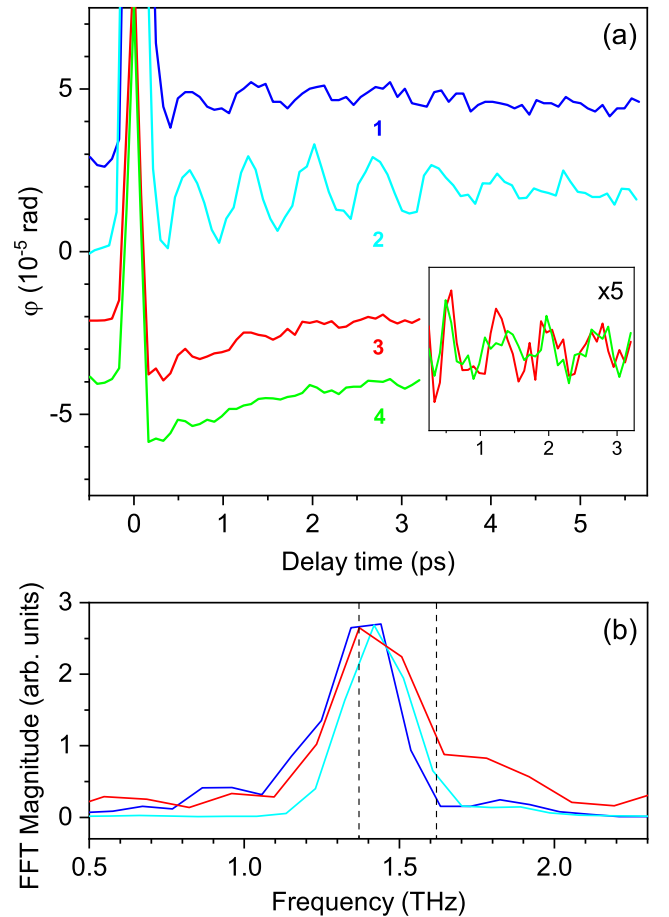 (a)
5
0
-5
φ (10⁻⁵ rad)
1
2
3
4
x5
1 2 3
0 1 2 3 4 5
Delay time (ps)
(b)
3
2
1
0
FFT Magnitude (arb. units)
0.5 1.0 1.5 2.0
Frequency (THz)